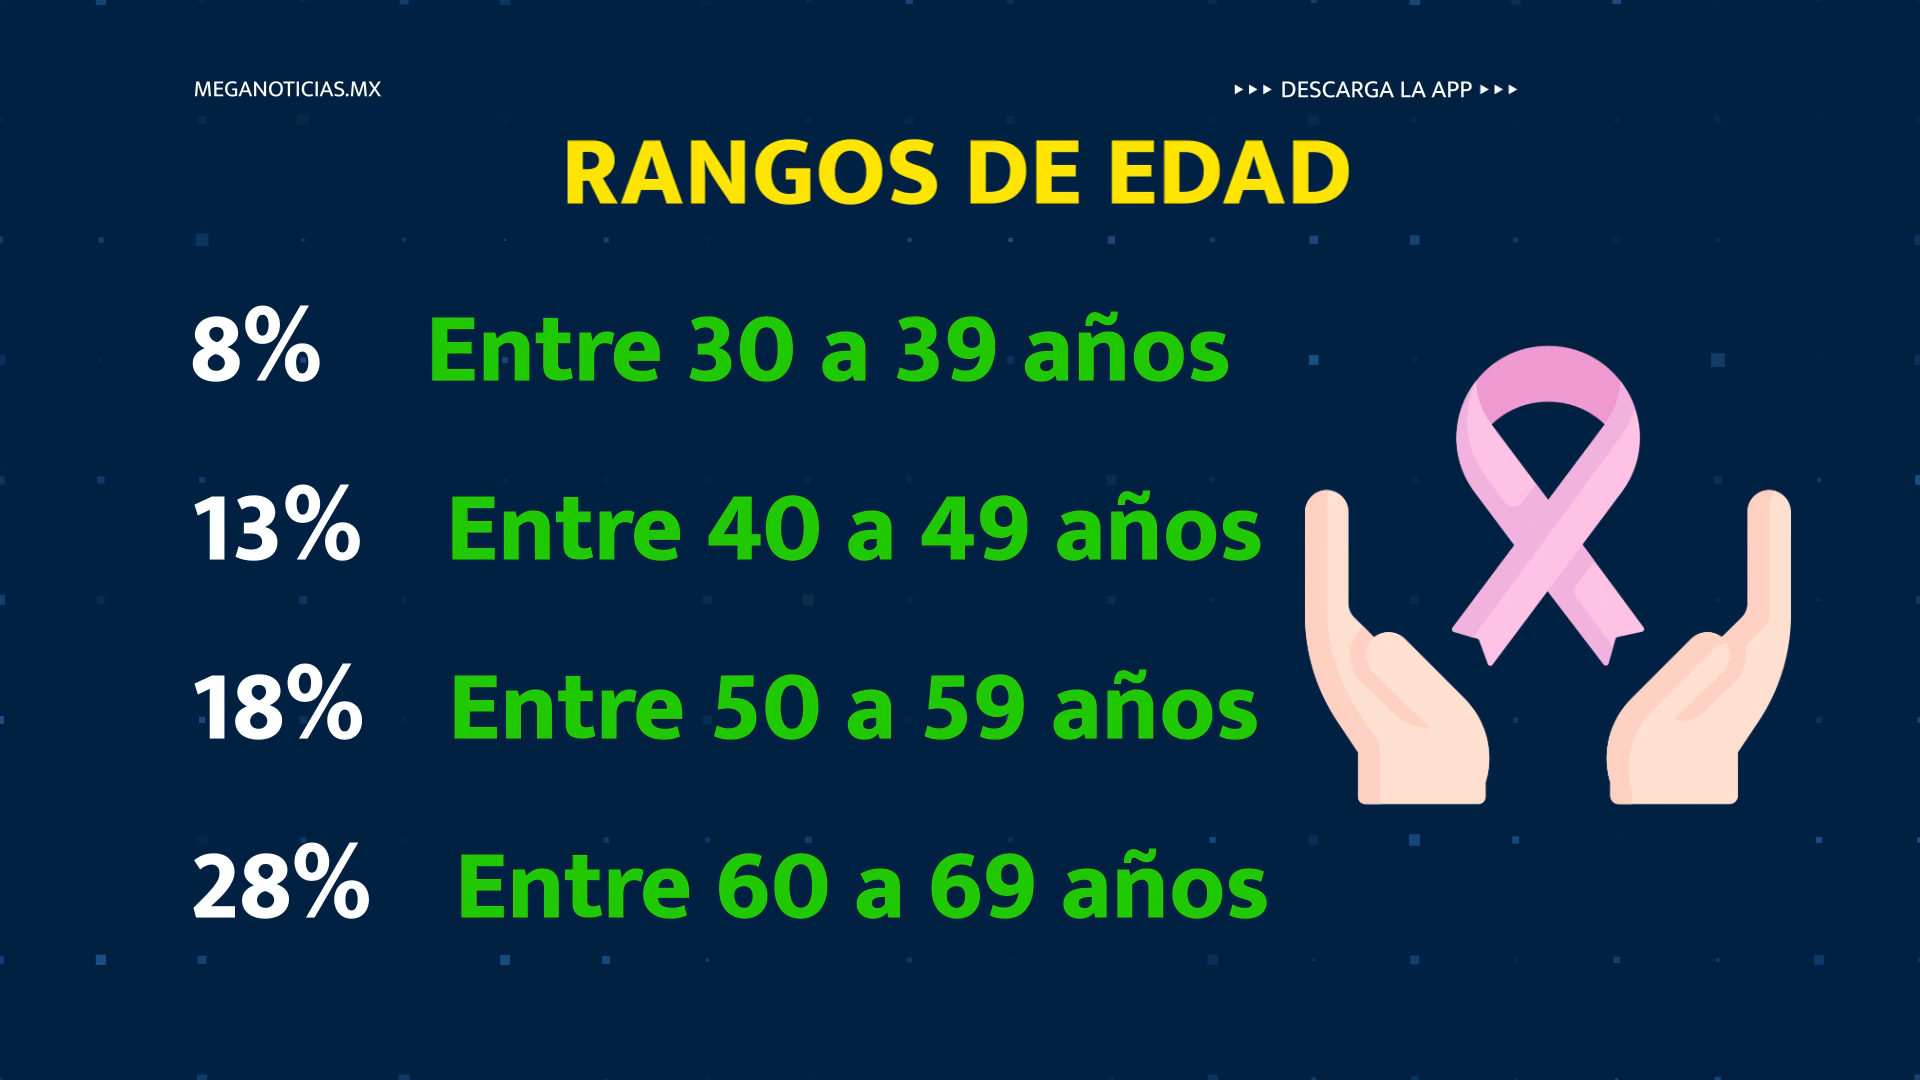 MEGANOTICIAS.MX
DESCARGA LA APP
RANGOS DE EDAD
8% Entre 30 a 39 años
13% Entre 40 a 49 años
18% Entre 50 a 59 años
28% Entre 60 a 69 años